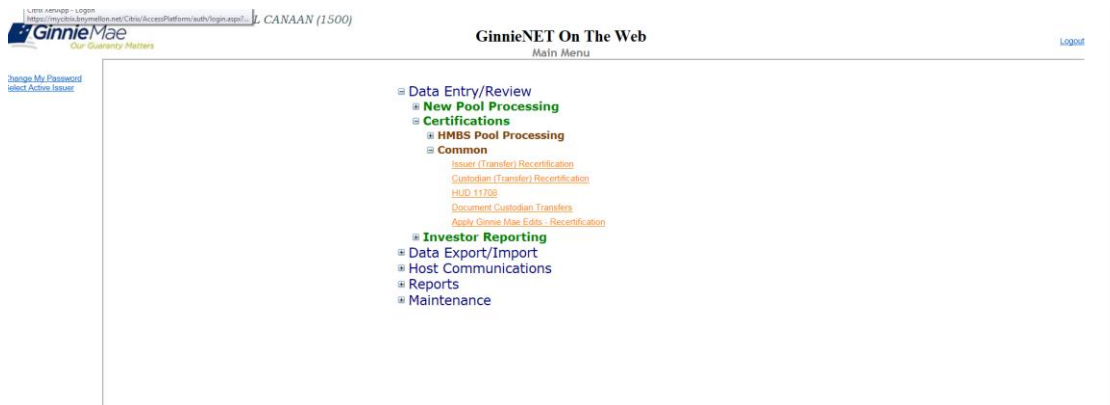 Citrix XenApp - Logon
https://mycitrix.bnymellon.net/Citrix/AccessPlatform/auth/login.aspx?...
L CANAAN (1500)
GinnieMae
Our Guaranty Matters
GinnieNET On The Web
Main Menu
Logout
Change My Password
Select Active Issuer
Data Entry/Review
New Pool Processing
Certifications
HMBS Pool Processing
Common
Issuer (Transfer) Recertification
Custodian (Transfer) Recertification
HUD 11708
Document Custodian Transfers
Apply Ginnie Mae Edits - Recertification
Investor Reporting
Data Export/Import
Host Communications
Reports
Maintenance